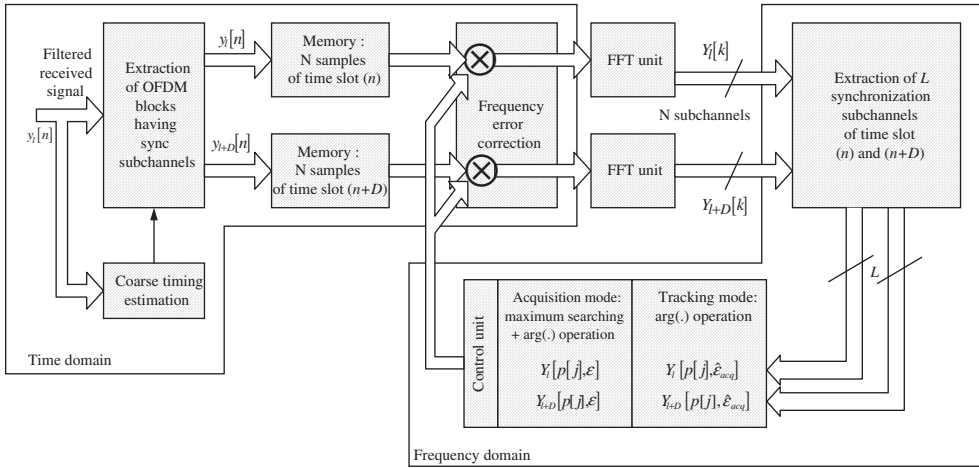 Filtered
received
signal
y_l[n]
Extraction
of OFDM
blocks
having
sync
subchannels
Coarse timing
estimation
Time domain
y_l[n]
y_{l+D}[n]
Memory :
N samples
of time slot (n)
Memory :
N samples
of time slot (n+D)
Frequency
error
correction
FFT unit
FFT unit
Y_l[k]
N subchannels
Y_{l+D}[k]
Extraction of L
synchronization
subchannels
of time slot
(n) and (n+D)
L
Control unit
Acquisition mode:
maximum searching
+ arg(.) operation
Y_l[p[j],ε]
Y_{l+D}[p[j],ε]
Tracking mode:
arg(.) operation
Y_l[p[j],ε̂_{acq}]
Y_{l+D}[p[j],ε̂_{acq}]
Frequency domain